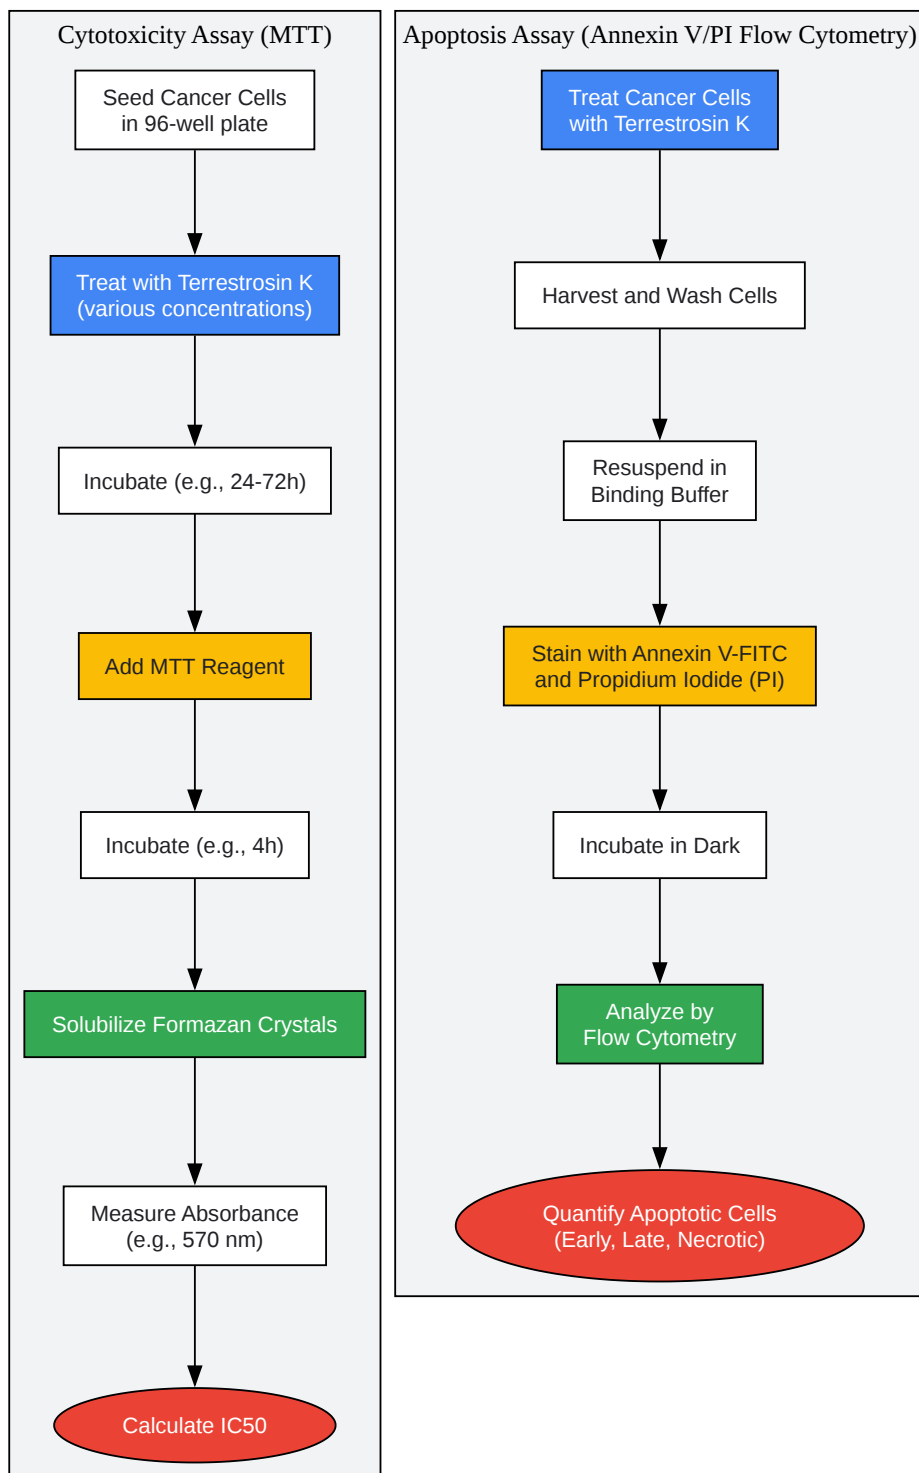 Cytotoxicity Assay (MTT)
Seed Cancer Cells
in 96-well plate
Treat with Terrestrosin K
(various concentrations)
Incubate (e.g., 24-72h)
Add MTT Reagent
Incubate (e.g., 4h)
Solubilize Formazan Crystals
Measure Absorbance
(e.g., 570 nm)
Calculate IC50
Apoptosis Assay (Annexin V/PI Flow Cytometry)
Treat Cancer Cells
with Terrestrosin K
Harvest and Wash Cells
Resuspend in
Binding Buffer
Stain with Annexin V-FITC
and Propidium Iodide (PI)
Incubate in Dark
Analyze by
Flow Cytometry
Quantify Apoptotic Cells
(Early, Late, Necrotic)